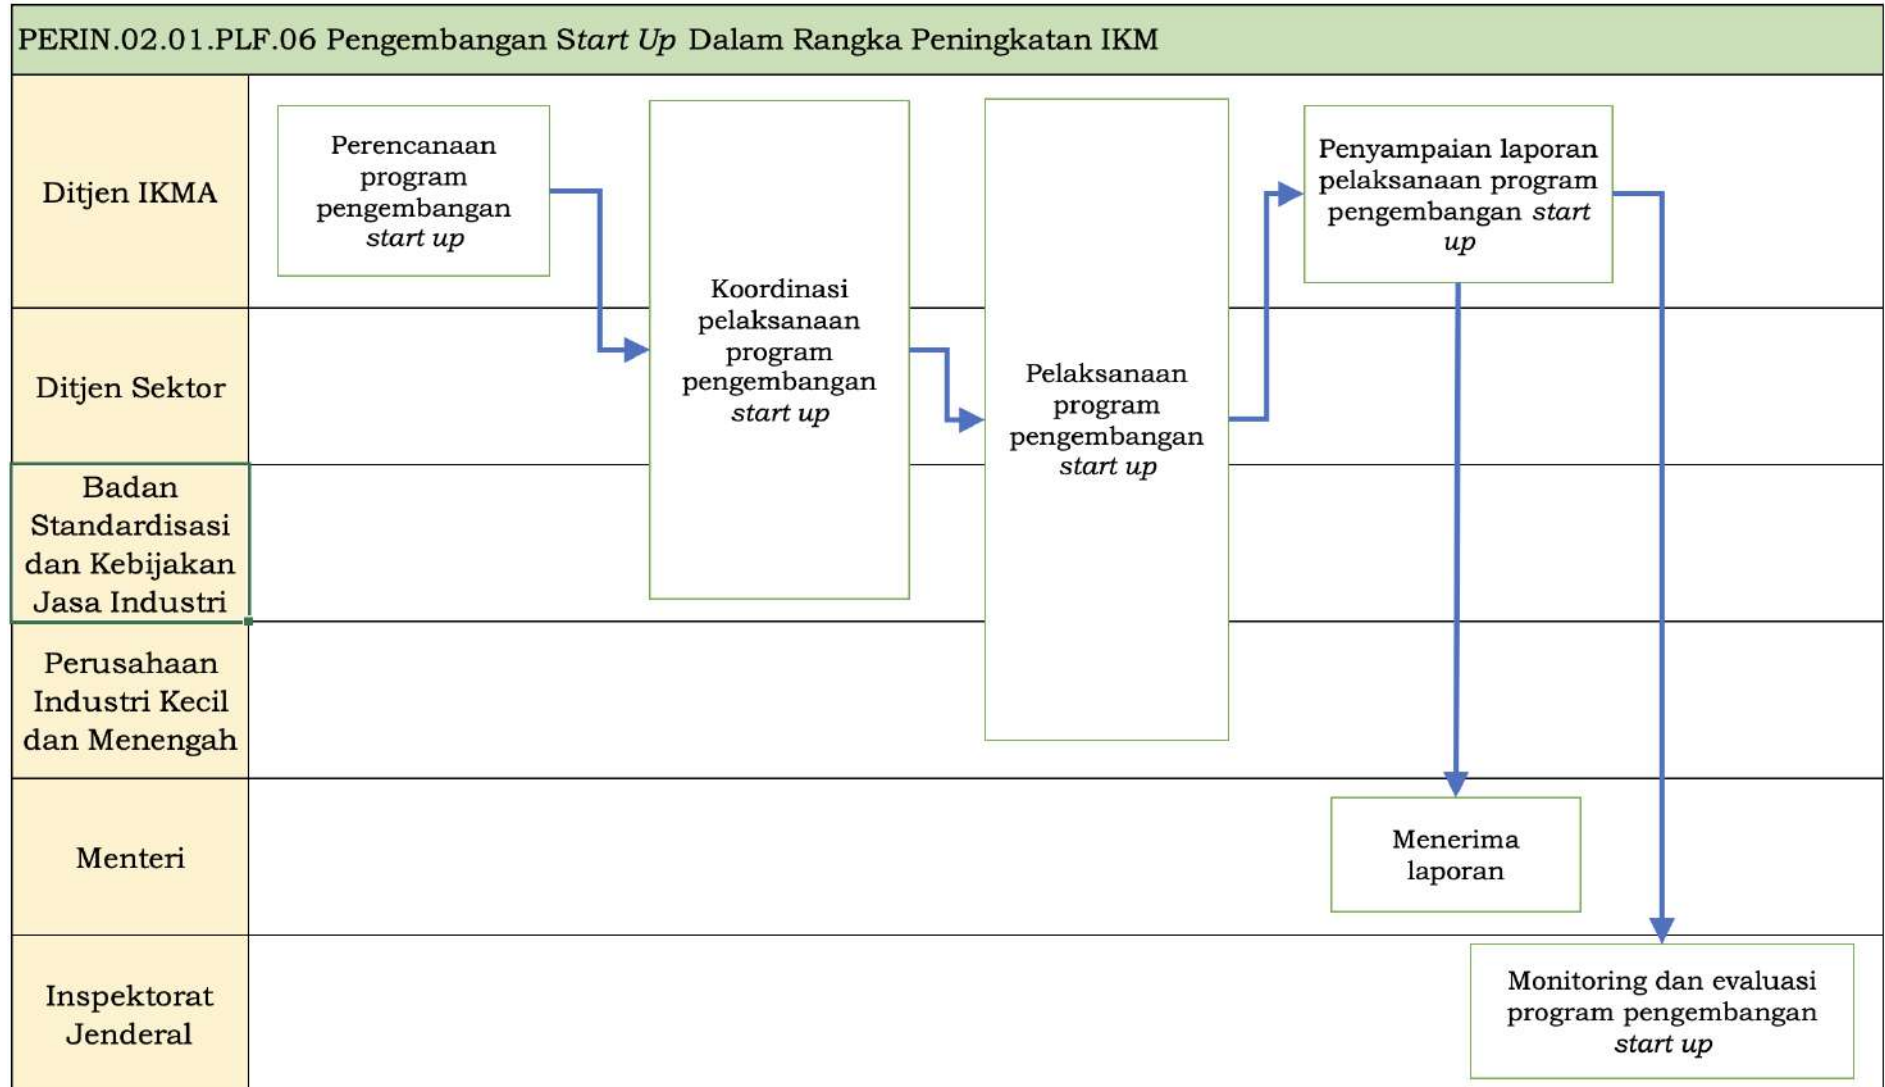 PERIN.02.01.PLF.06 Pengembangan Start Up Dalam Rangka Peningkatan IKM
Ditjen IKMA
Perencanaan
program
pengembangan
start up
Koordinasi
pelaksanaan
program
pengembangan
start up
Pelaksanaan
program
pengembangan
start up
Penyampaian laporan
pelaksanaan program
pengembangan start
up
Ditjen Sektor
Badan
Standardisasi
dan Kebijakan
Jasa Industri
Perusahaan
Industri Kecil
dan Menengah
Menteri
Menerima
laporan
Inspektorat
Jenderal
Monitoring dan evaluasi
program pengembangan
start up